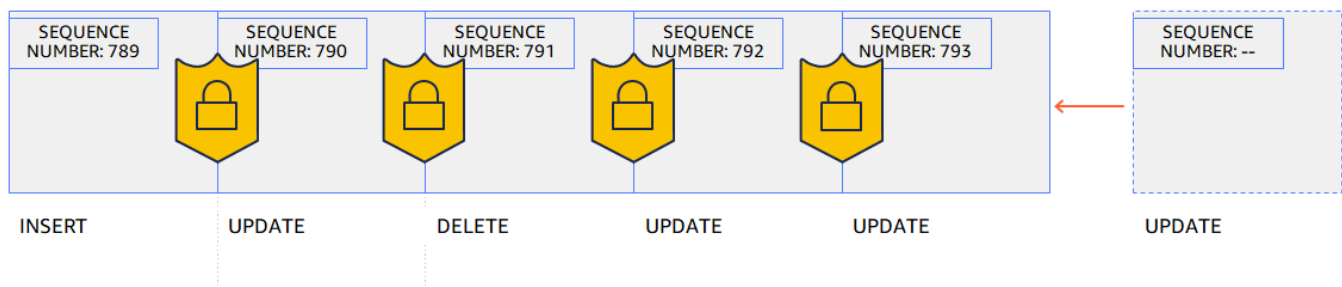 SEQUENCE
NUMBER: 789
SEQUENCE
NUMBER: 790
SEQUENCE
NUMBER: 791
SEQUENCE
NUMBER: 792
SEQUENCE
NUMBER: 793
SEQUENCE
NUMBER: --
INSERT
UPDATE
DELETE
UPDATE
UPDATE
UPDATE